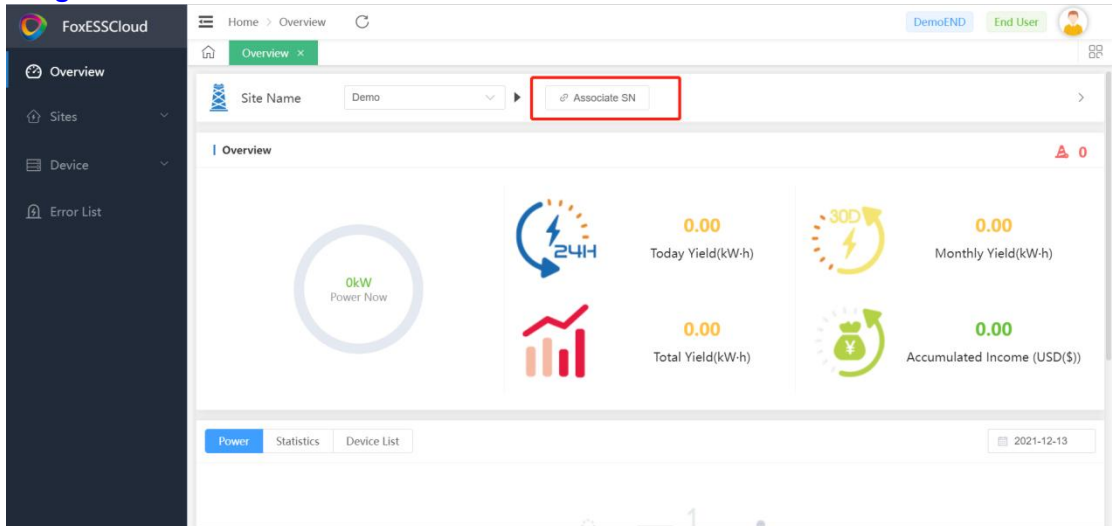 FoxESSCloud
Home > Overview
DemoEND
End User
Overview ×
Overview
Sites
Device
Error List
Site Name
Demo
Associate SN
Overview
0
0kW
Power Now
24H
0.00
Today Yield(kW·h)
30D
0.00
Monthly Yield(kW·h)
0.00
Total Yield(kW·h)
¥
0.00
Accumulated Income (USD($))
Power
Statistics
Device List
2021-12-13
1